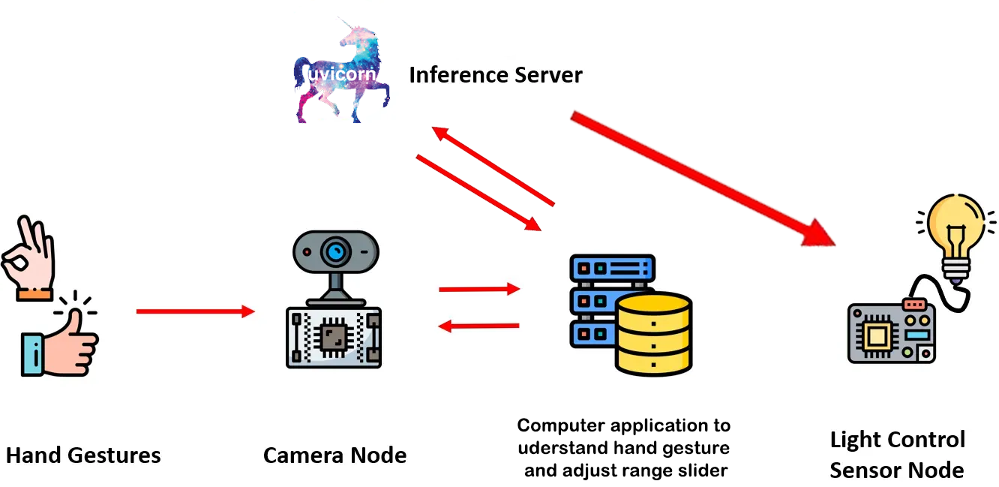 uvicorn
Inference Server
Hand Gestures
Camera Node
Computer application to
uderstand hand gesture
and adjust range slider
Light Control
Sensor Node